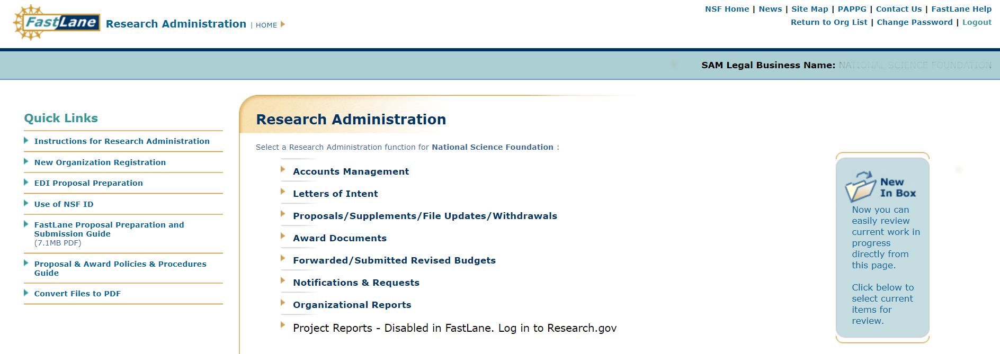 FastLane
Research Administration | HOME
NSF Home | News | Site Map | PAPPG | Contact Us | FastLane Help
Return to Org List | Change Password | Logout
SAM Legal Business Name: NATIONAL SCIENCE FOUNDATION
Quick Links
Instructions for Research Administration
New Organization Registration
EDI Proposal Preparation
Use of NSF ID
FastLane Proposal Preparation and
Submission Guide
(7.1MB PDF)
Proposal & Award Policies & Procedures
Guide
Convert Files to PDF
Research Administration
Select a Research Administration function for National Science Foundation :
Accounts Management
Letters of Intent
Proposals/Supplements/File Updates/Withdrawals
Award Documents
Forwarded/Submitted Revised Budgets
Notifications & Requests
Organizational Reports
Project Reports - Disabled in FastLane. Log in to Research.gov
New
In Box
Now you can
easily review
current work in
progress
directly from
this page.
Click below to
select current
items for
review.